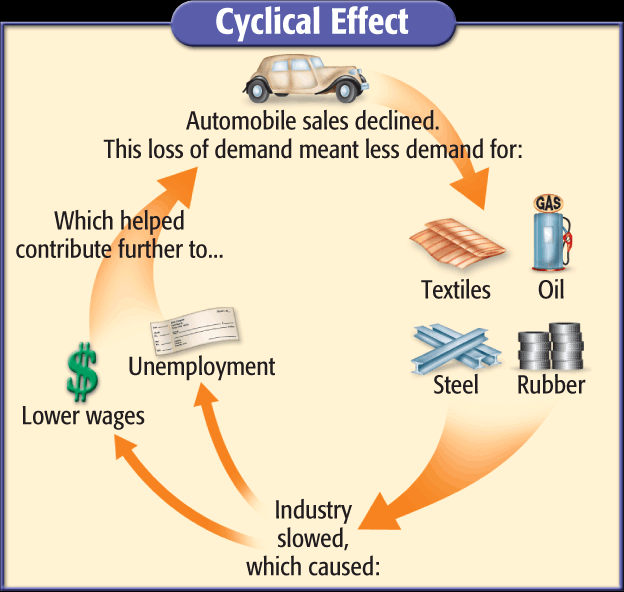 Cyclical Effect
Automobile sales declined.
This loss of demand meant less demand for:
GAS
Textiles
Oil
Steel
Rubber
Industry
slowed,
which caused:
Unemployment
Lower wages
Which helped
contribute further to...